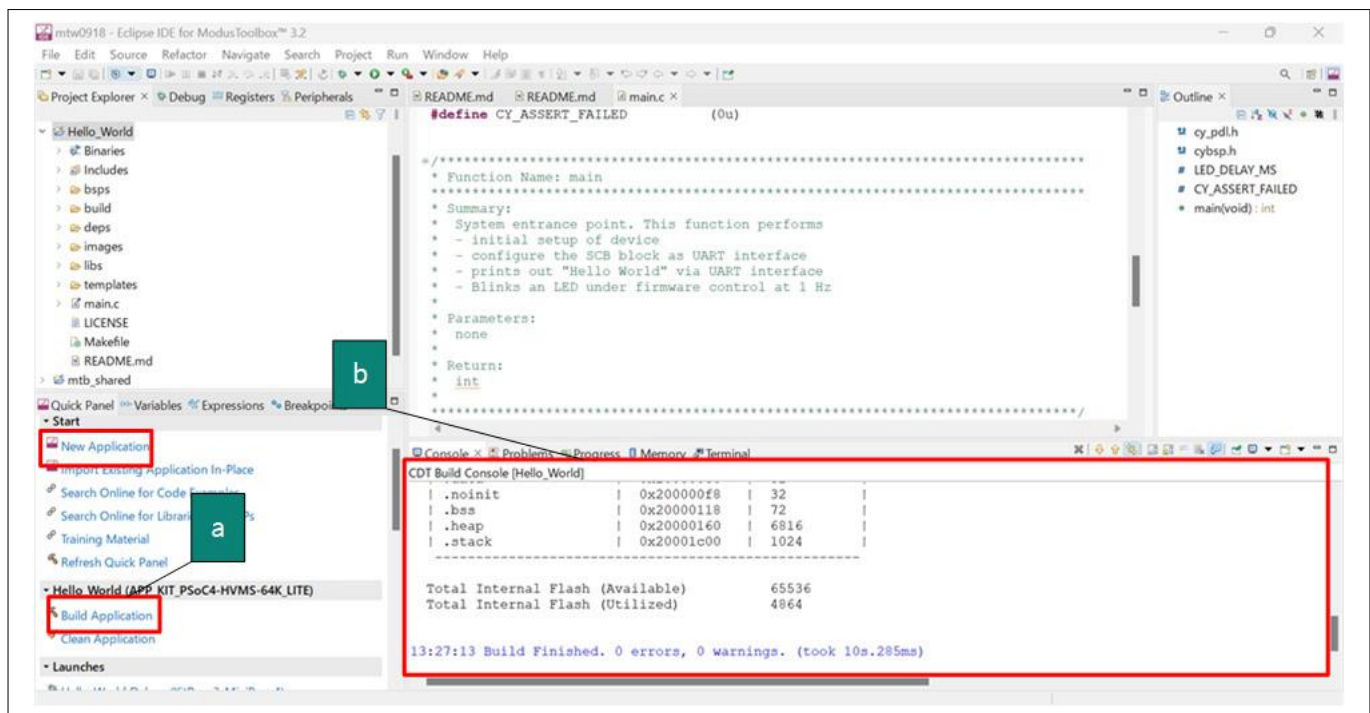 mtw0918 - Eclipse IDE for ModusToolbox™ 3.2
File Edit Source Refactor Navigate Search Project Run Window Help
Project Explorer × Debug Registers Peripherals
Hello_World
Binaries
Includes
bsps
build
deps
images
libs
templates
main.c
LICENSE
Makefile
README.md
mtb_shared
README.md README.md main.c ×
#define CY_ASSERT_FAILED (0u)
/******************************************************************************
* Function Name: main
*******************************************************************************
* Summary:
* System entrance point. This function performs
* - initial setup of device
* - configure the SCB block as UART interface
* - prints out "Hello World" via UART interface
* - Blinks an LED under firmware control at 1 Hz
*
* Parameters:
* none
*
* Return:
* int
*
******************************************************************************/
Outline ×
cy_pdl.h
cybsp.h
LED_DELAY_MS
CY_ASSERT_FAILED
main(void) : int
b
Quick Panel Variables Expressions
Start
New Application
Import Existing Application In-Place
Search Online for Code Examples
Search Online for
Training Material
Refresh Quick Panel
a
Hello_World (APP_KIT_PSoC4-HVMS-64K_LITE)
Build Application
Clean Application
Launches
Console × Problems Progress Memory Terminal
CDT Build Console [Hello_World]
| .noinit | 0x200000f8 | 32 |
| .bss | 0x20000118 | 72 |
| .heap | 0x20000160 | 6816 |
| .stack | 0x20001c00 | 1024 |
---------------------------------------------------
Total Internal Flash (Available) 65536
Total Internal Flash (Utilized) 4864
13:27:13 Build Finished. 0 errors, 0 warnings. (took 10s.285ms)